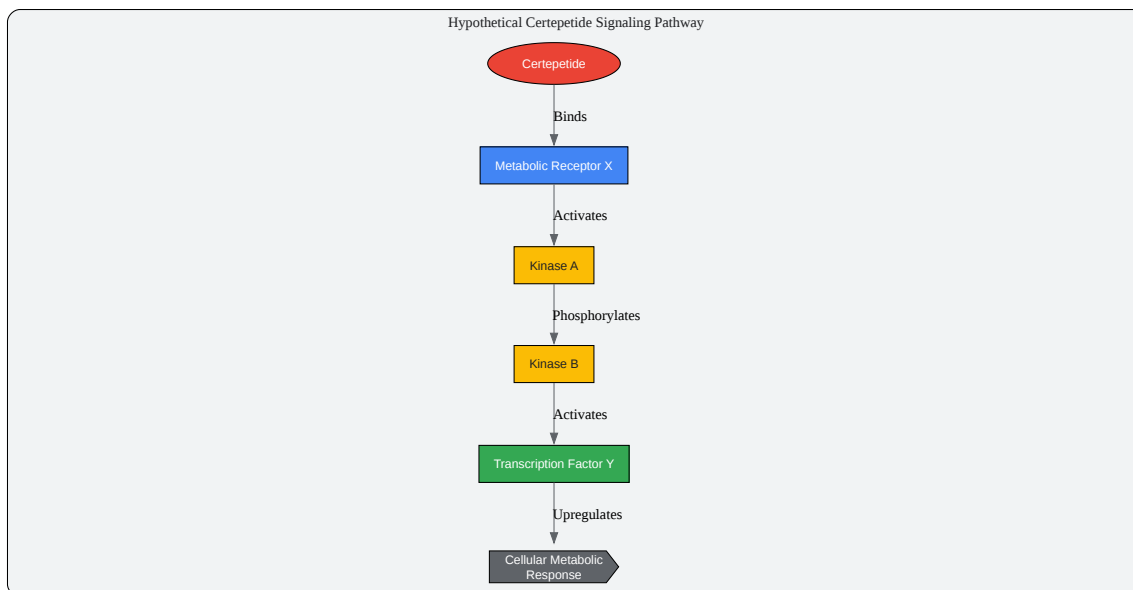 Hypothetical Certepetide Signaling Pathway
Certepetide
Binds
Metabolic Receptor X
Activates
Kinase A
Phosphorylates
Kinase B
Activates
Transcription Factor Y
Upregulates
Cellular Metabolic
Response